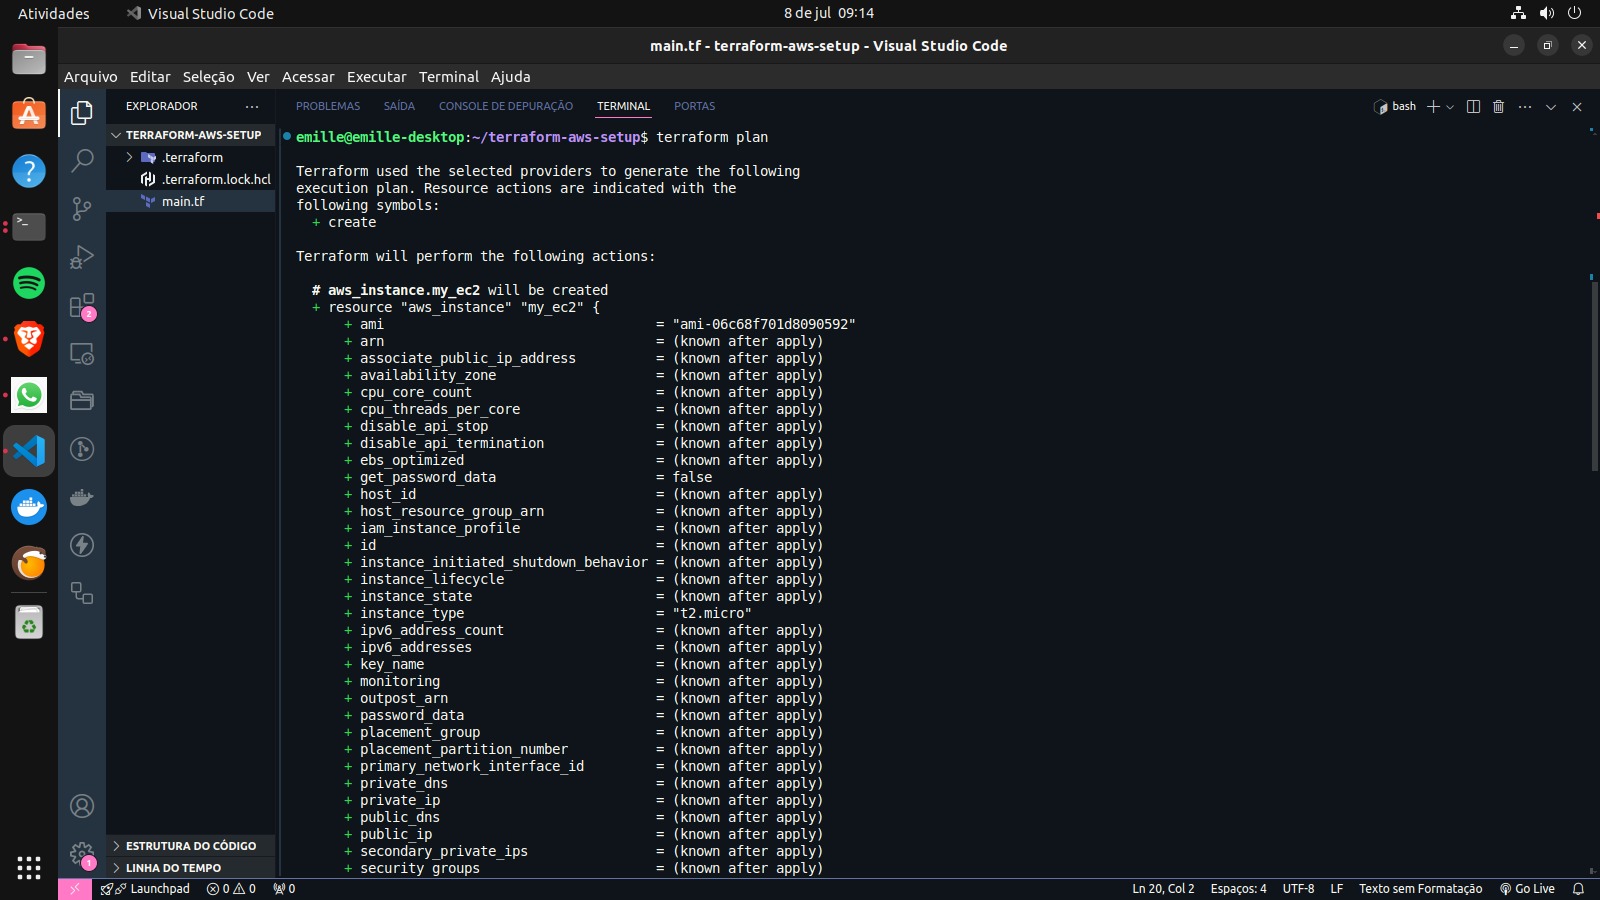 Atividades
Visual Studio Code
8 de jul 09:14
main.tf - terraform-aws-setup - Visual Studio Code
Arquivo Editar Seleção Ver Acessar Executar Terminal Ajuda
EXPLORADOR
PROBLEMAS SAÍDA CONSOLE DE DEPURAÇÃO TERMINAL PORTAS
bash
TERRAFORM-AWS-SETUP
.terraform
.terraform.lock.hcl
main.tf
2
1
ESTRUTURA DO CÓDIGO
LINHA DO TEMPO
emille@emille-desktop:~/terraform-aws-setup$ terraform plan
Terraform used the selected providers to generate the following
execution plan. Resource actions are indicated with the
following symbols:
+ create
Terraform will perform the following actions:
# aws_instance.my_ec2 will be created
+ resource "aws_instance" "my_ec2" {
+ ami = "ami-06c68f701d8090592"
+ arn = (known after apply)
+ associate_public_ip_address = (known after apply)
+ availability_zone = (known after apply)
+ cpu_core_count = (known after apply)
+ cpu_threads_per_core = (known after apply)
+ disable_api_stop = (known after apply)
+ disable_api_termination = (known after apply)
+ ebs_optimized = (known after apply)
+ get_password_data = false
+ host_id = (known after apply)
+ host_resource_group_arn = (known after apply)
+ iam_instance_profile = (known after apply)
+ id = (known after apply)
+ instance_initiated_shutdown_behavior = (known after apply)
+ instance_lifecycle = (known after apply)
+ instance_state = (known after apply)
+ instance_type = "t2.micro"
+ ipv6_address_count = (known after apply)
+ ipv6_addresses = (known after apply)
+ key_name = (known after apply)
+ monitoring = (known after apply)
+ outpost_arn = (known after apply)
+ password_data = (known after apply)
+ placement_group = (known after apply)
+ placement_partition_number = (known after apply)
+ primary_network_interface_id = (known after apply)
+ private_dns = (known after apply)
+ private_ip = (known after apply)
+ public_dns = (known after apply)
+ public_ip = (known after apply)
+ secondary_private_ips = (known after apply)
+ security_groups = (known after apply)
Launchpad 0 0 0
Ln 20, Col 2 Espaços: 4 UTF-8 LF Texto sem Formatação Go Live